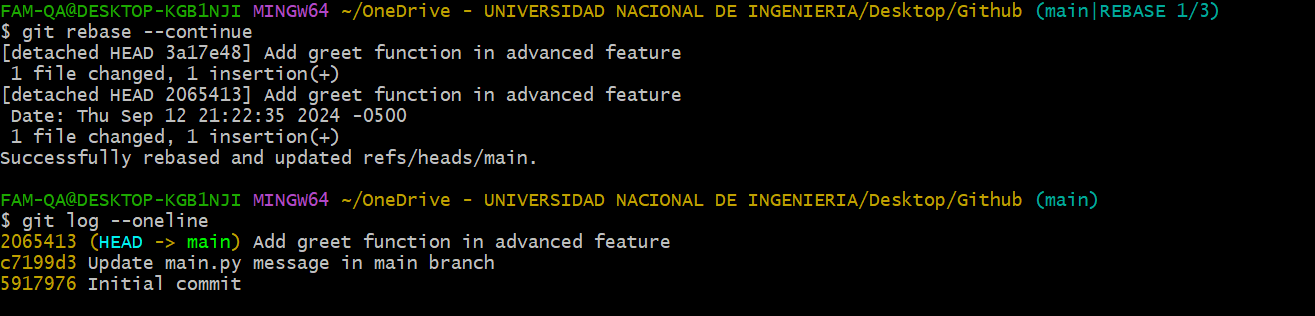 FAM-QA@DESKTOP-KGB1NJI MINGW64 ~/OneDrive - UNIVERSIDAD NACIONAL DE INGENIERIA/Desktop/Github (main|REBASE 1/3)
$ git rebase --continue
[detached HEAD 3a17e48] Add greet function in advanced feature
 1 file changed, 1 insertion(+)
[detached HEAD 2065413] Add greet function in advanced feature
 Date: Thu Sep 12 21:22:35 2024 -0500
 1 file changed, 1 insertion(+)
Successfully rebased and updated refs/heads/main.
FAM-QA@DESKTOP-KGB1NJI MINGW64 ~/OneDrive - UNIVERSIDAD NACIONAL DE INGENIERIA/Desktop/Github (main)
$ git log --oneline
2065413 (HEAD -> main) Add greet function in advanced feature
c7199d3 Update main.py message in main branch
5917976 Initial commit